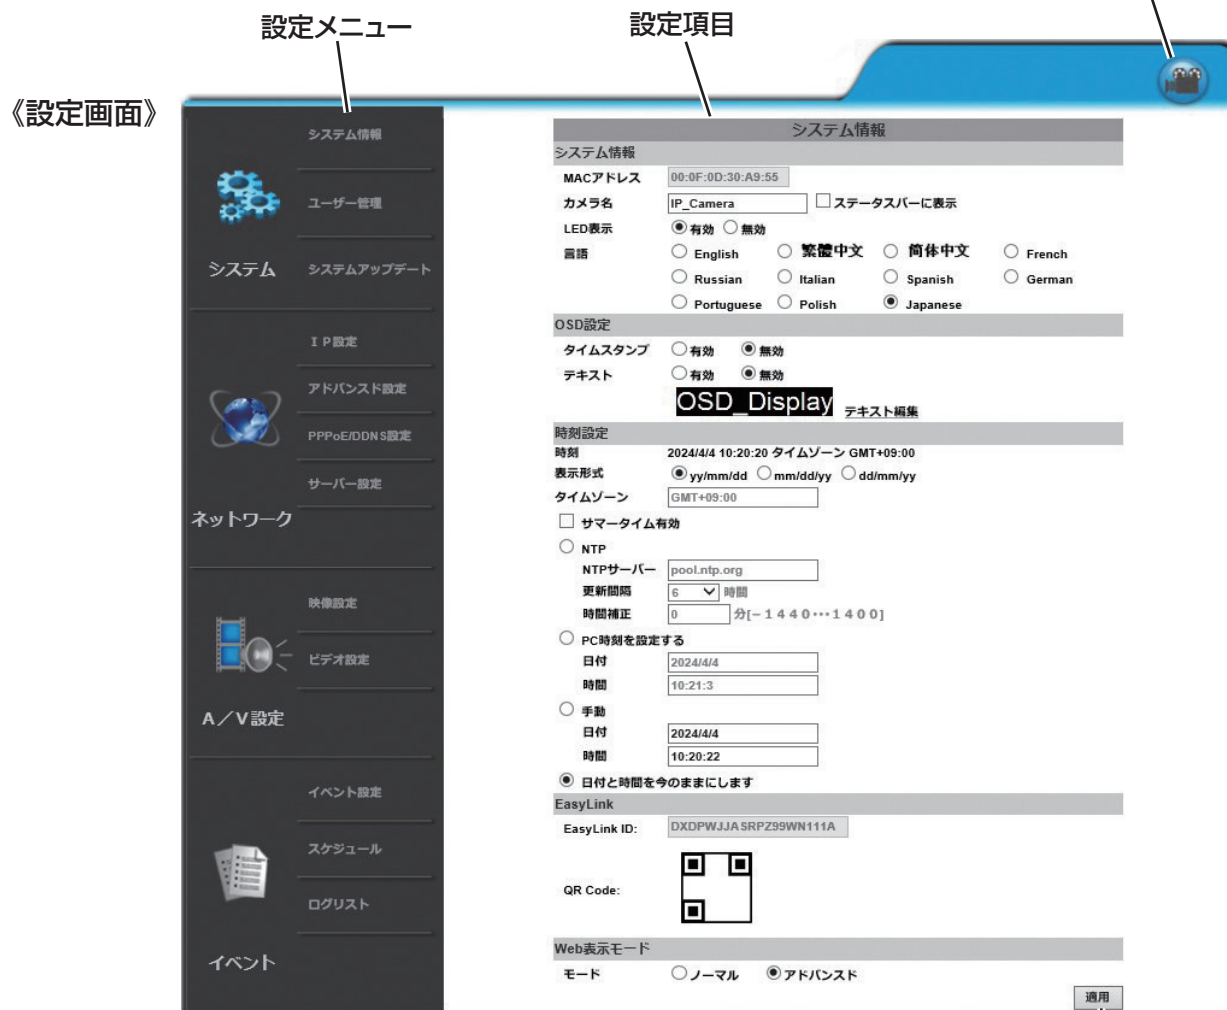 設定メニュー
設定項目
《設定画面》
システム情報
ユーザー管理
システム
システムアップデート
IP設定
アドバンスド設定
PPPoE/DDNS設定
サーバー設定
ネットワーク
映像設定
ビデオ設定
A/V設定
イベント設定
スケジュール
ログリスト
イベント
システム情報
システム情報
MACアドレス 00:0F:0D:30:A9:55
カメラ名 IP_Camera ステータスバーに表示
LED表示 有効 無効
言語 English 繁體中文 简体中文 French
Russian Italian Spanish German
Portuguese Polish Japanese
OSD設定
タイムスタンプ 有効 無効
テキスト 有効 無効
OSD_Display テキスト編集
時刻設定
時刻 2024/4/4 10:20:20 タイムゾーン GMT+09:00
表示形式 yy/mm/dd mm/dd/yy dd/mm/yy
タイムゾーン GMT+09:00
サマータイム有効
NTP
NTPサーバー pool.ntp.org
更新間隔 6 時間
時間補正 0 分[-1440…1400]
PC時刻を設定する
日付 2024/4/4
時間 10:21:3
手動
日付 2024/4/4
時間 10:20:22
日付と時間を今のままにします
EasyLink
EasyLink ID: DXDPWJJASRPZ99WN111A
QR Code:
Web表示モード
モード ノーマル アドバンスド
適用